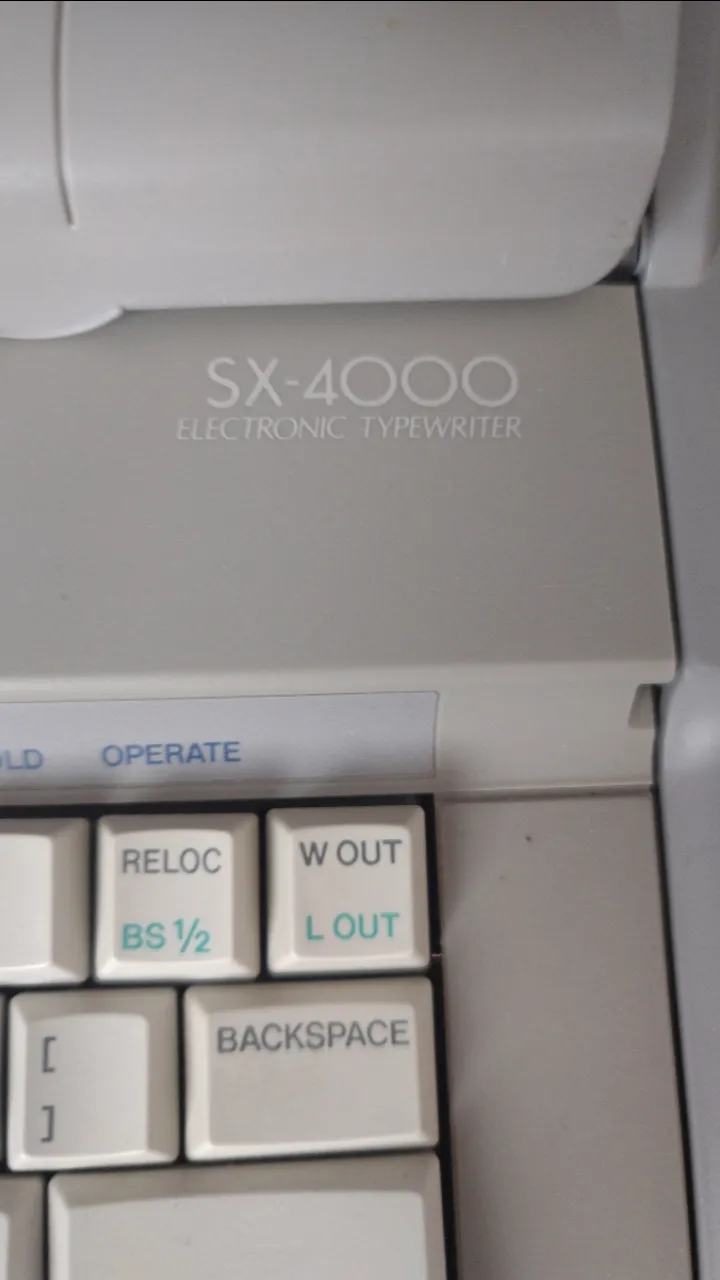 SX-4000
ELECTRONIC TYPEWRITER
OPERATE
RELOC
W OUT
BS ½
L OUT
[
BACKSPACE
]